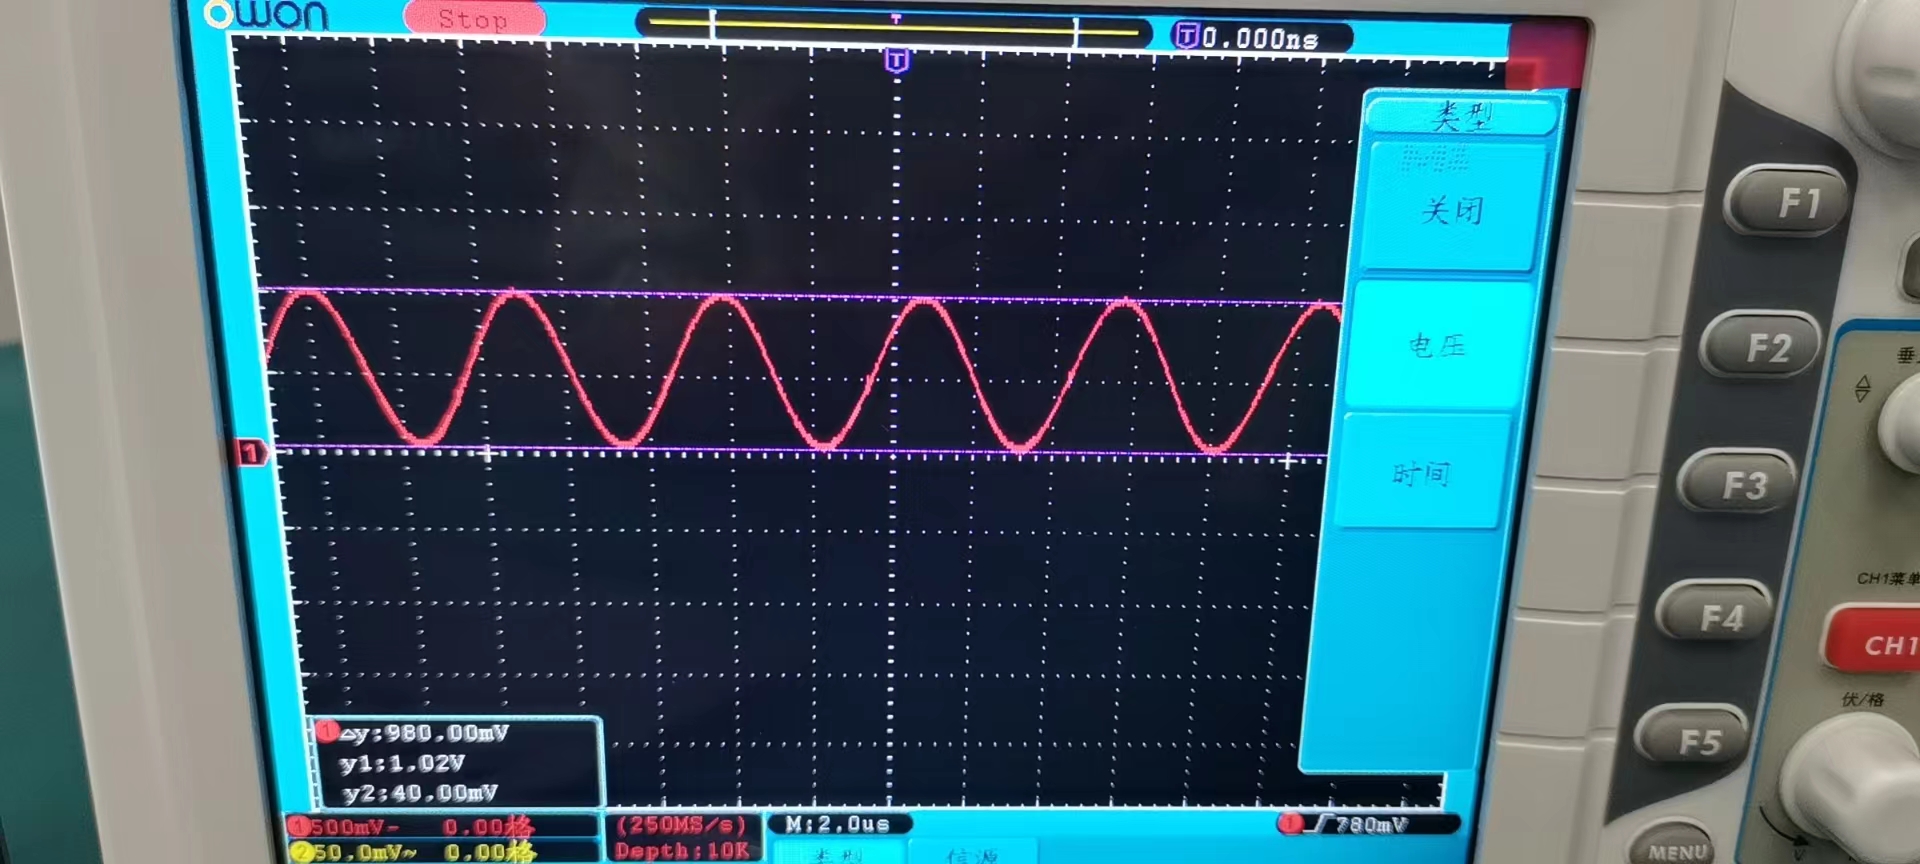 owon
Stop
T
T
0.000ns
类型
关闭
电压
时间
1
1
△y:980.00mV
y1:1.02V
y2:40.00mV
1 500mV- 0.00格
2 50.0mV~ 0.00格
(250MS/s)
Depth:10K
M:2.0us
类型
信源
1 780mV
F1
F2
F3
F4
F5
MENU
垂
CH1菜单
CH1
伏/格